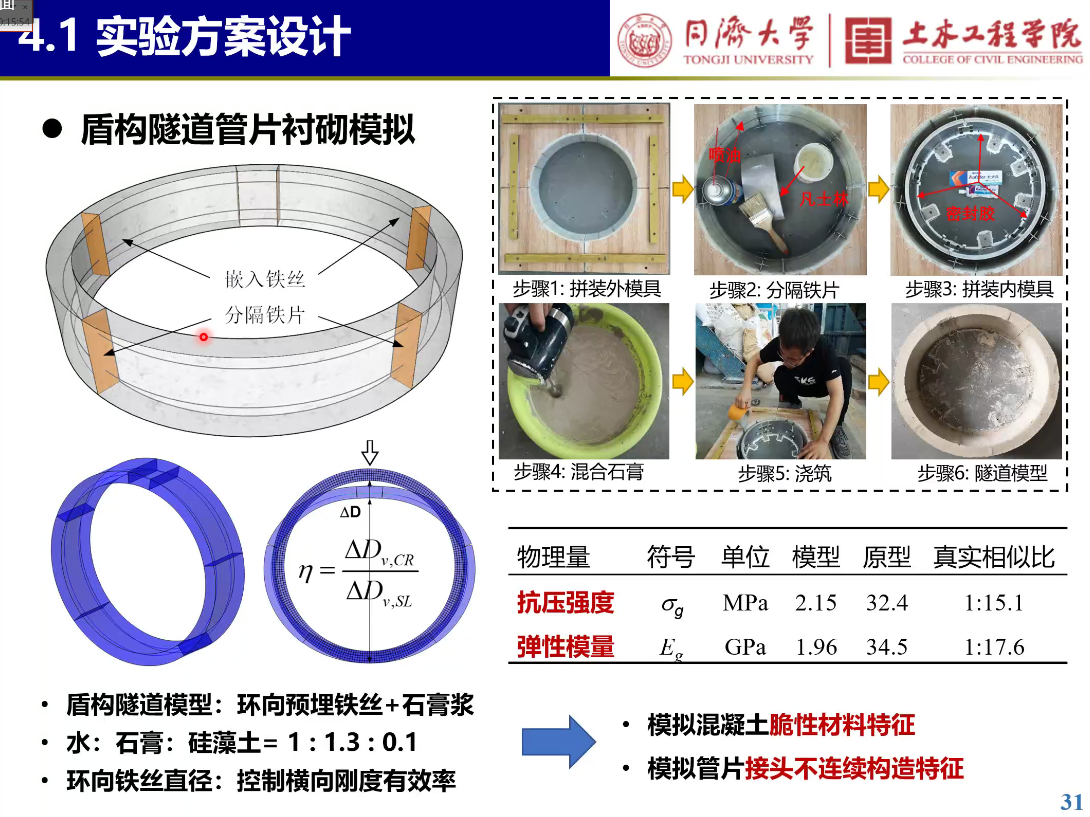 面
0:15:54
4.1 实验方案设计
同濟大學
TONGJI UNIVERSITY
土木工程学院
COLLEGE OF CIVIL ENGINEERING
● 盾构隧道管片衬砌模拟
嵌入铁丝
分隔铁片
ΔD
η = ΔDv,CR / ΔDv,SL
喷油
凡士林
密封胶
步骤1: 拼装外模具
步骤2: 分隔铁片
步骤3: 拼装内模具
步骤4: 混合石膏
步骤5: 浇筑
步骤6: 隧道模型
物理量 符号 单位 模型 原型 真实相似比
抗压强度 σg MPa 2.15 32.4 1:15.1
弹性模量 Eg GPa 1.96 34.5 1:17.6
• 盾构隧道模型：环向预埋铁丝+石膏浆
• 水：石膏：硅藻土= 1 : 1.3 : 0.1
• 环向铁丝直径：控制横向刚度有效率
• 模拟混凝土脆性材料特征
• 模拟管片接头不连续构造特征
31